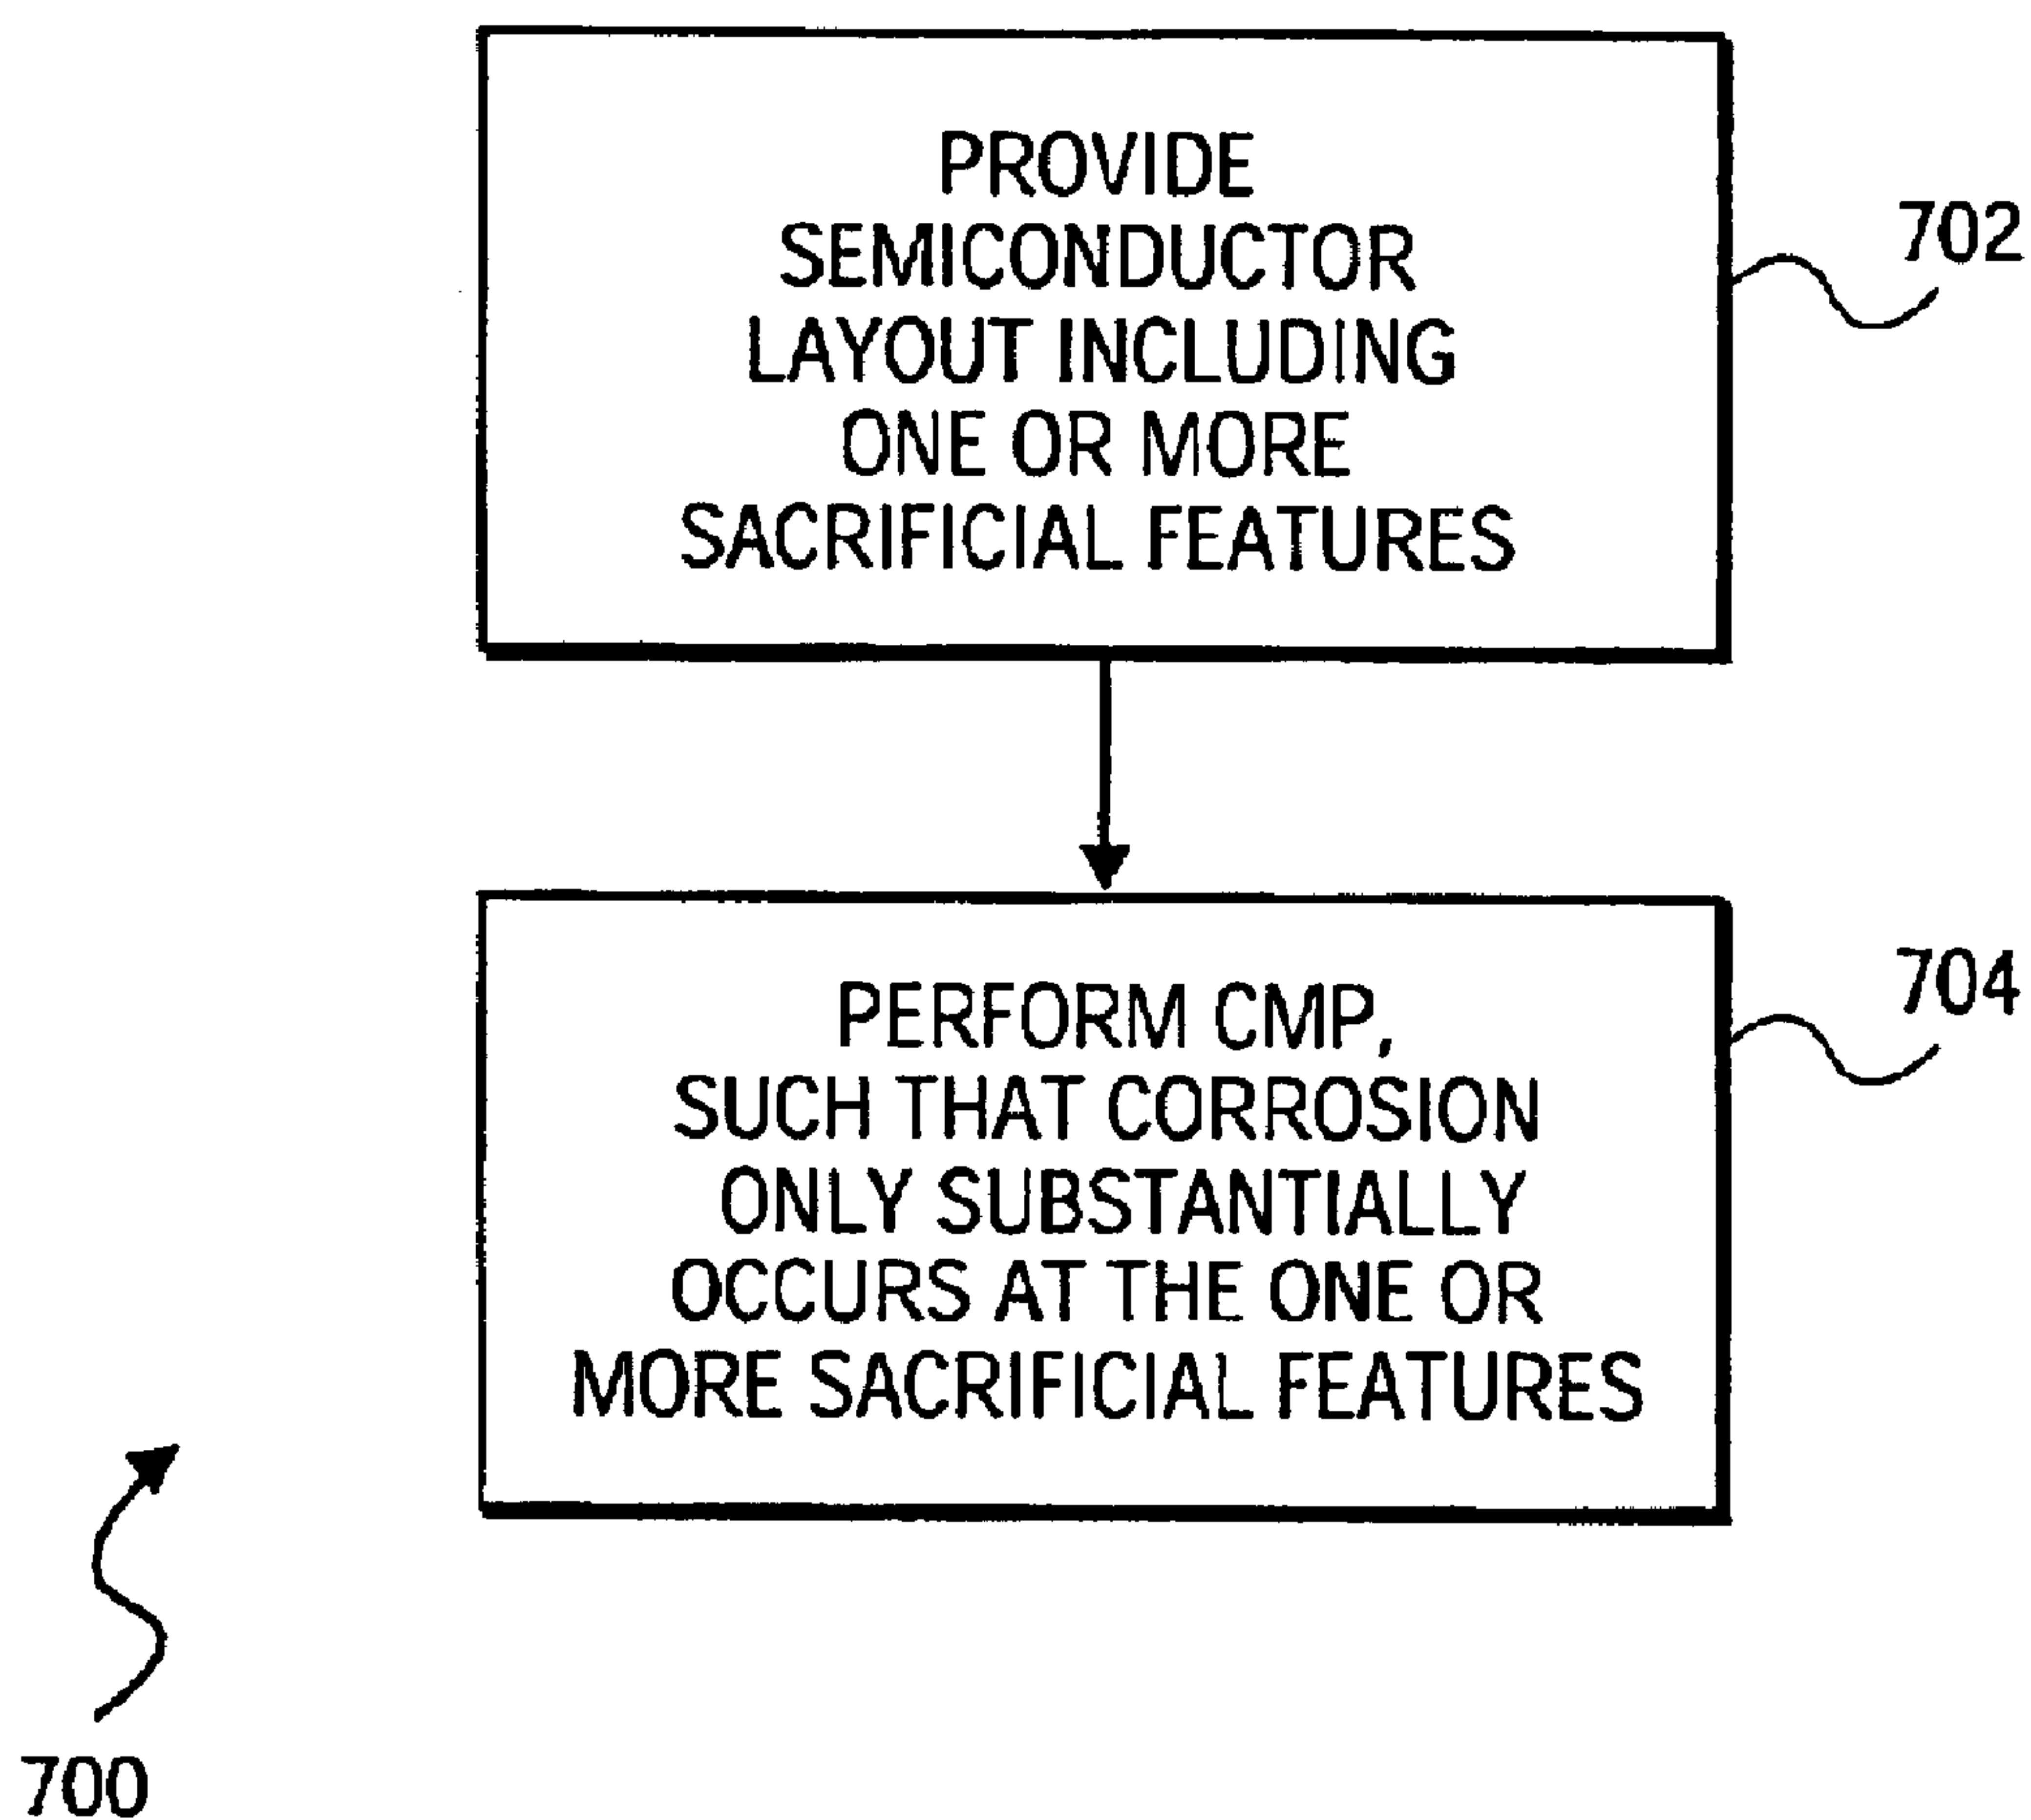 PROVIDE
SEMICONDUCTOR
LAYOUT INCLUDING
ONE OR MORE
SACRIFICIAL FEATURES
702
PERFORM CMP,
SUCH THAT CORROSION
ONLY SUBSTANTIALLY
OCCURS AT THE ONE OR
MORE SACRIFICIAL FEATURES
704
700